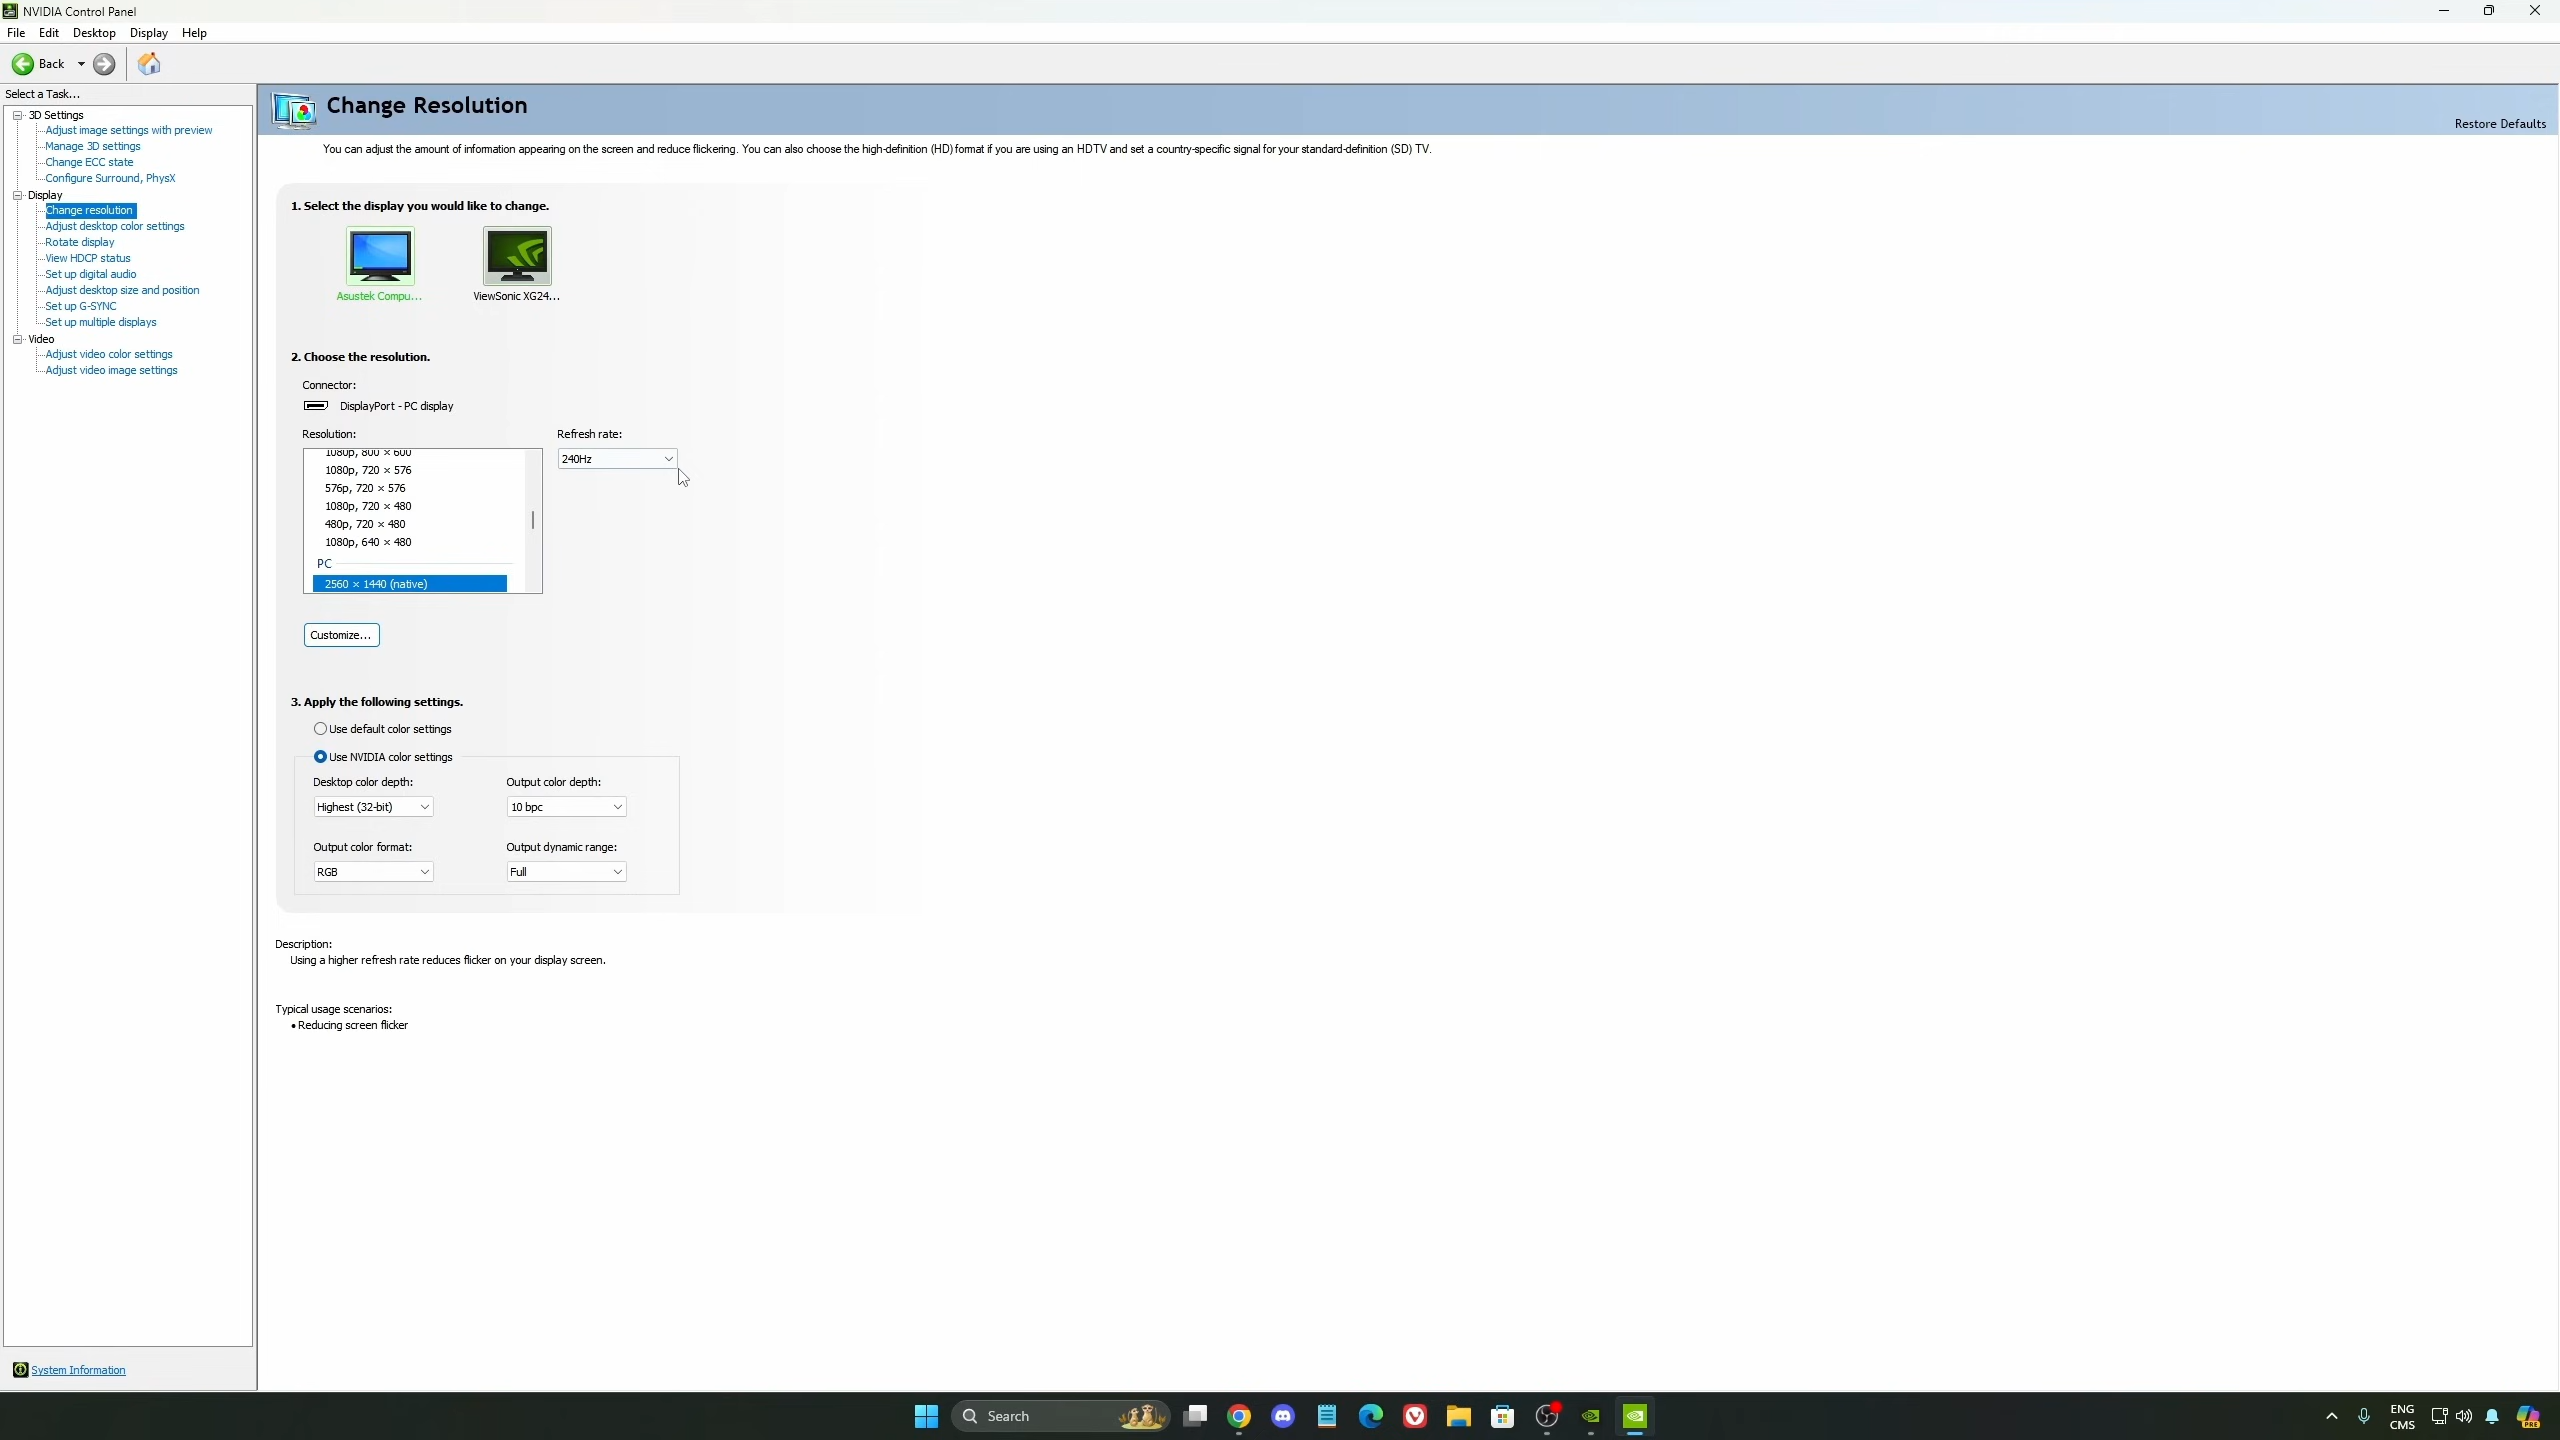 NVIDIA Control Panel
File Edit Desktop Display Help
Back
Select a Task...
3D Settings
Adjust image settings with preview
Manage 3D settings
Change ECC state
Configure Surround, PhysX
Display
Change resolution
Adjust desktop color settings
Rotate display
View HDCP status
Set up digital audio
Adjust desktop size and position
Set up G-SYNC
Set up multiple displays
Video
Adjust video color settings
Adjust video image settings
System Information
Change Resolution
Restore Defaults
You can adjust the amount of information appearing on the screen and reduce flickering. You can also choose the high-definition (HD) format if you are using an HDTV and set a country-specific signal for your standard-definition (SD) TV.
1. Select the display you would like to change.
Asustek Compu... ViewSonic XG24...
2. Choose the resolution.
Connector:
DisplayPort - PC display
Resolution: Refresh rate:
240Hz
1080p, 800 × 600
1080p, 720 × 576
576p, 720 × 576
1080p, 720 × 480
480p, 720 × 480
1080p, 640 × 480
PC
2560 × 1440 (native)
Customize...
3. Apply the following settings.
Use default color settings
Use NVIDIA color settings
Desktop color depth: Output color depth:
Highest (32-bit) 10 bpc
Output color format: Output dynamic range:
RGB Full
Description:
Using a higher refresh rate reduces flicker on your display screen.
Typical usage scenarios:
• Reducing screen flicker
Search
ENG
CMS
PRE